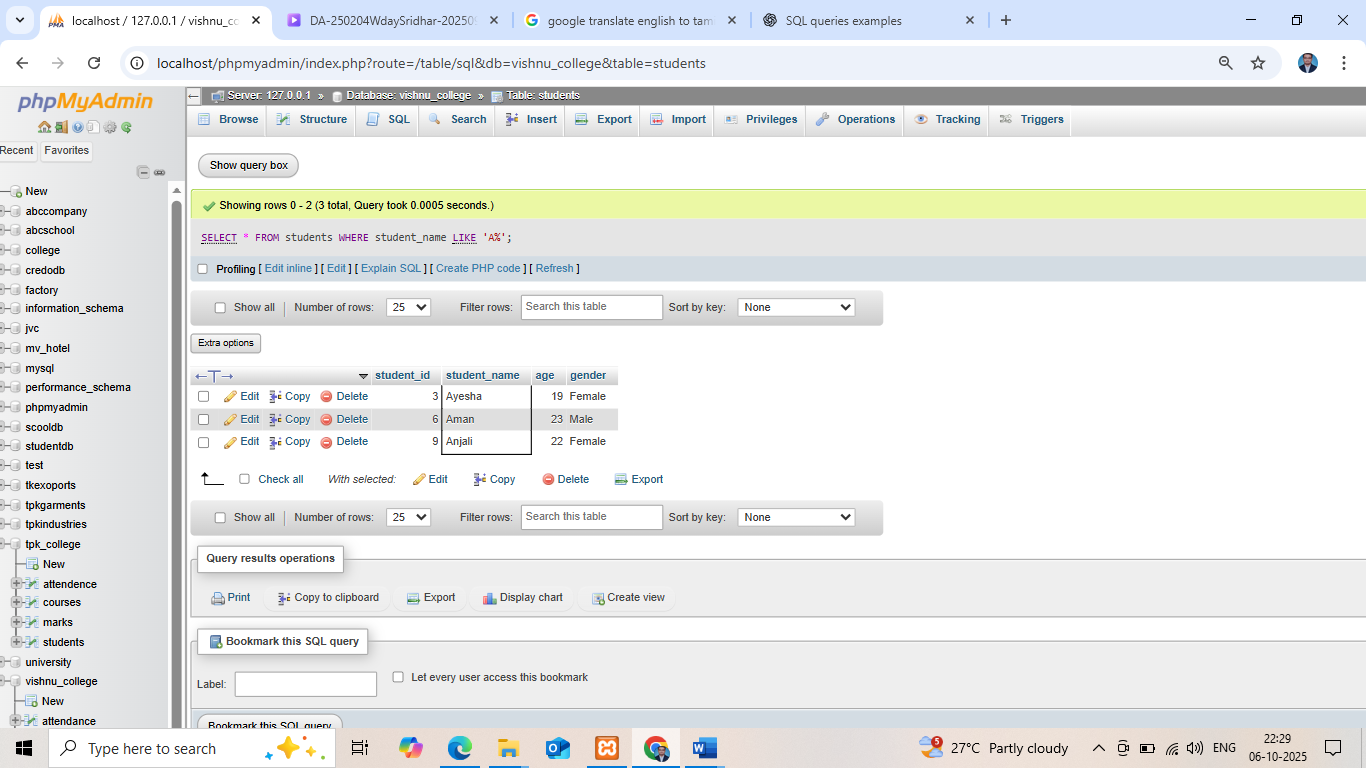 localhost / 127.0.0.1 / vishnu_co
DA-250204WdaySridhar-202505
google translate english to tami
SQL queries examples
localhost/phpmyadmin/index.php?route=/table/sql&db=vishnu_college&table=students
phpMyAdmin
Recent Favorites
New
abccompany
abcschool
college
credodb
factory
information_schema
jvc
mv_hotel
mysql
performance_schema
phpmyadmin
scooldb
studentdb
test
tkexoports
tpkgarments
tpkindustries
tpk_college
New
attendence
courses
marks
students
university
vishnu_college
New
attendance
Server: 127.0.0.1 » Database: vishnu_college » Table: students
Browse Structure SQL Search Insert Export Import Privileges Operations Tracking Triggers
Show query box
Showing rows 0 - 2 (3 total, Query took 0.0005 seconds.)
SELECT * FROM students WHERE student_name LIKE 'A%';
Profiling [ Edit inline ] [ Edit ] [ Explain SQL ] [ Create PHP code ] [ Refresh ]
Show all | Number of rows: 25 Filter rows: Search this table Sort by key: None
Extra options
←T→ student_id student_name age gender
Edit Copy Delete 3 Ayesha 19 Female
Edit Copy Delete 6 Aman 23 Male
Edit Copy Delete 9 Anjali 22 Female
Check all With selected: Edit Copy Delete Export
Show all | Number of rows: 25 Filter rows: Search this table Sort by key: None
Query results operations
Print Copy to clipboard Export Display chart Create view
Bookmark this SQL query
Label: Let every user access this bookmark
Bookmark this SQL query
Type here to search
5
27°C Partly cloudy
ENG
22:29
06-10-2025